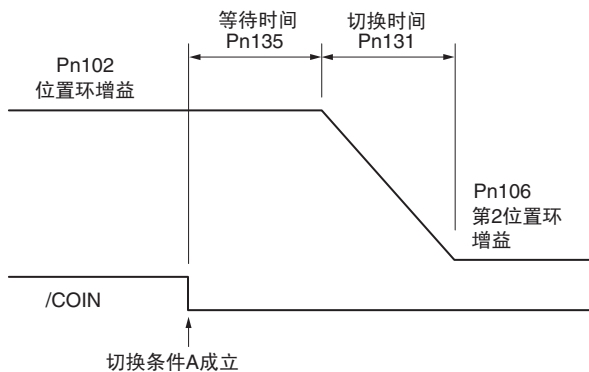 等待时间
Pn135
切换时间
Pn131
Pn102
位置环增益
Pn106
第2位置环
增益
/COIN
切换条件A成立